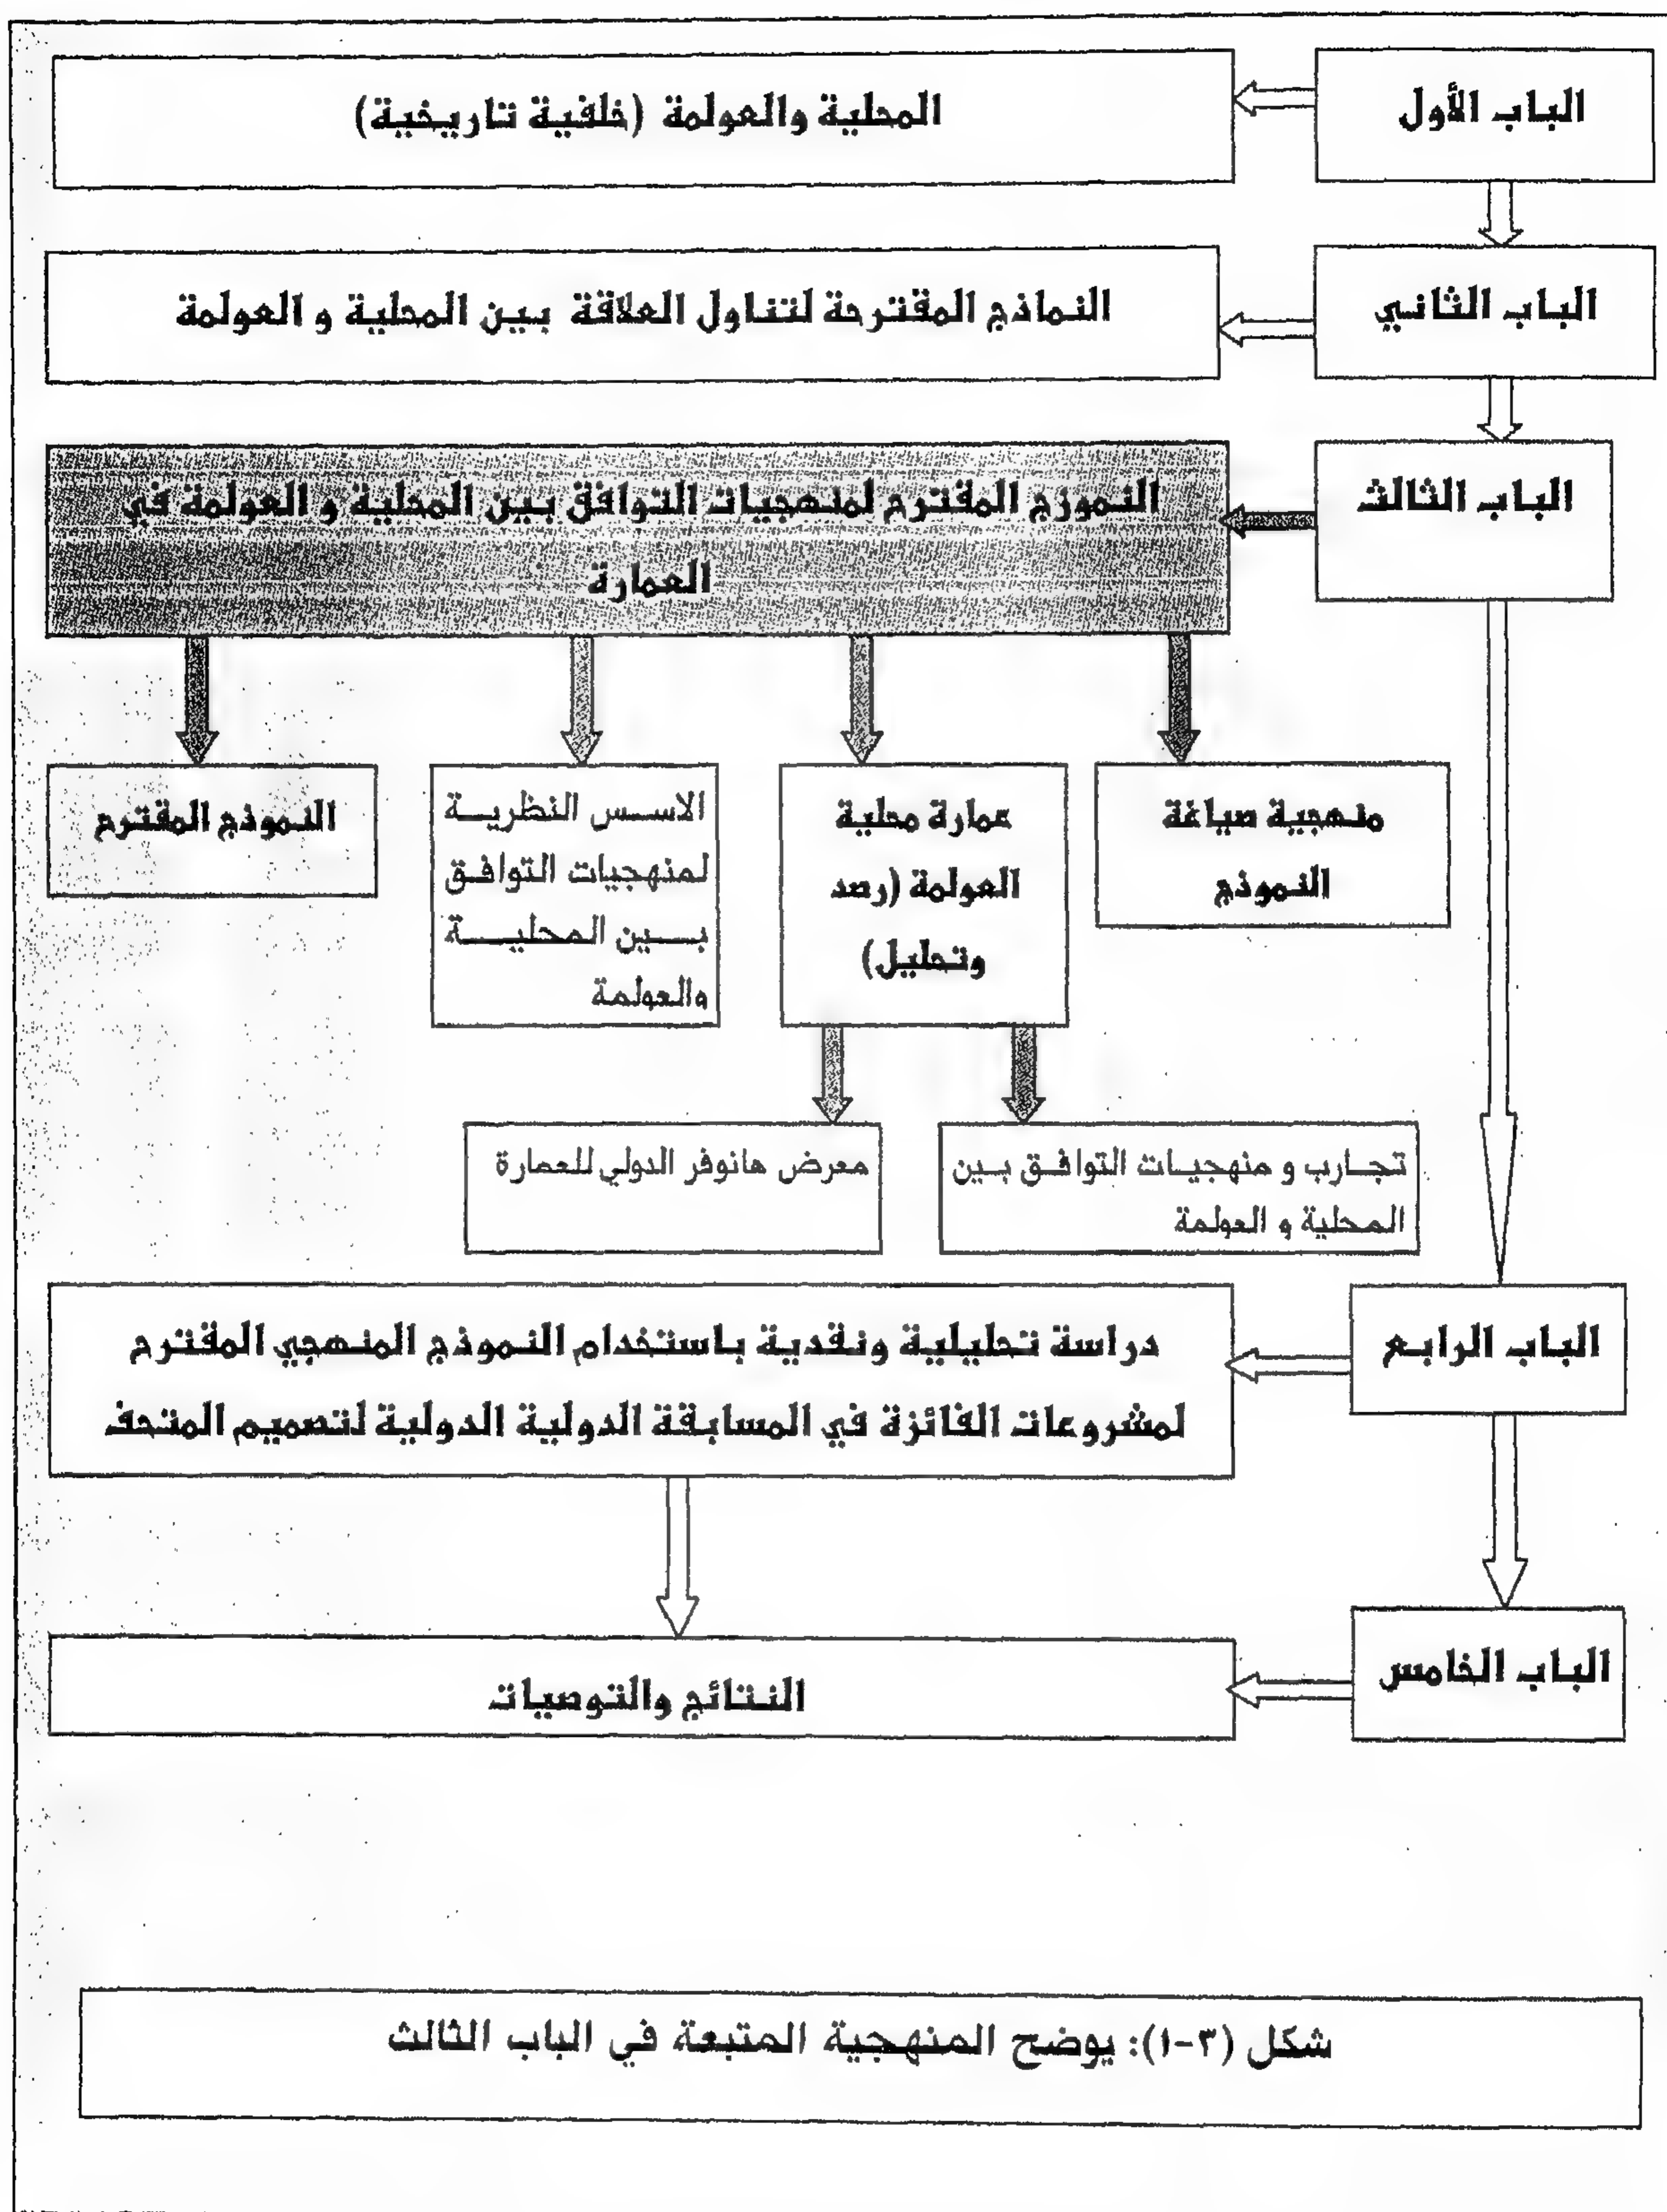 الباب الأول
المحلية والعولمة (خلفية تاريخية)
الباب الثاني
النماذج المقترحة لتناول العلاقة بين المحلية و العولمة
الباب الثالث
النموزج المقترح لمنهجيات التوافق بين المحلية و العولمة في
العمارة
منهجية صياغة
النموذج
عمارة محلية
العولمة (رصد
وتحليل)
الاسس النظرية
لمنهجيات التوافق
بين المحلية
والعولمة
النموذج المقترح
تجارب و منهجيات التوافق بين
المحلية و العولمة
معرض هانوفر الدولي للعمارة
الباب الرابع
دراسة تحليلية ونقدية باستخدام النموذج المنهجي المقترح
لمشروعات الفائزة في المسابقة الدولية الدولية لتصميم المتحف
الباب الخامس
النتائج والتوصيات
شكل (٣-١): يوضح المنهجية المتبعة في الباب الثالث